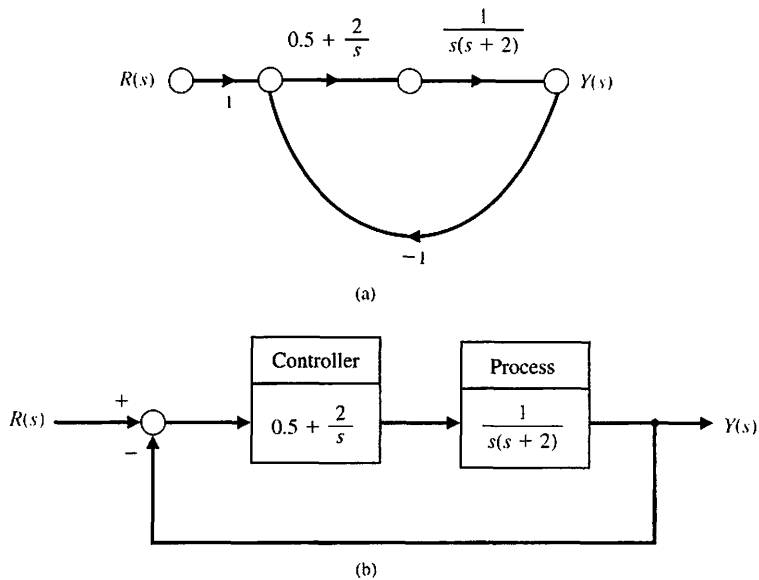 0.5 + 2/s
1/(s(s + 2))
R(s)
1
Y(s)
−1
(a)
Controller
Process
R(s)
+
−
0.5 + 2/s
1/(s(s + 2))
Y(s)
(b)